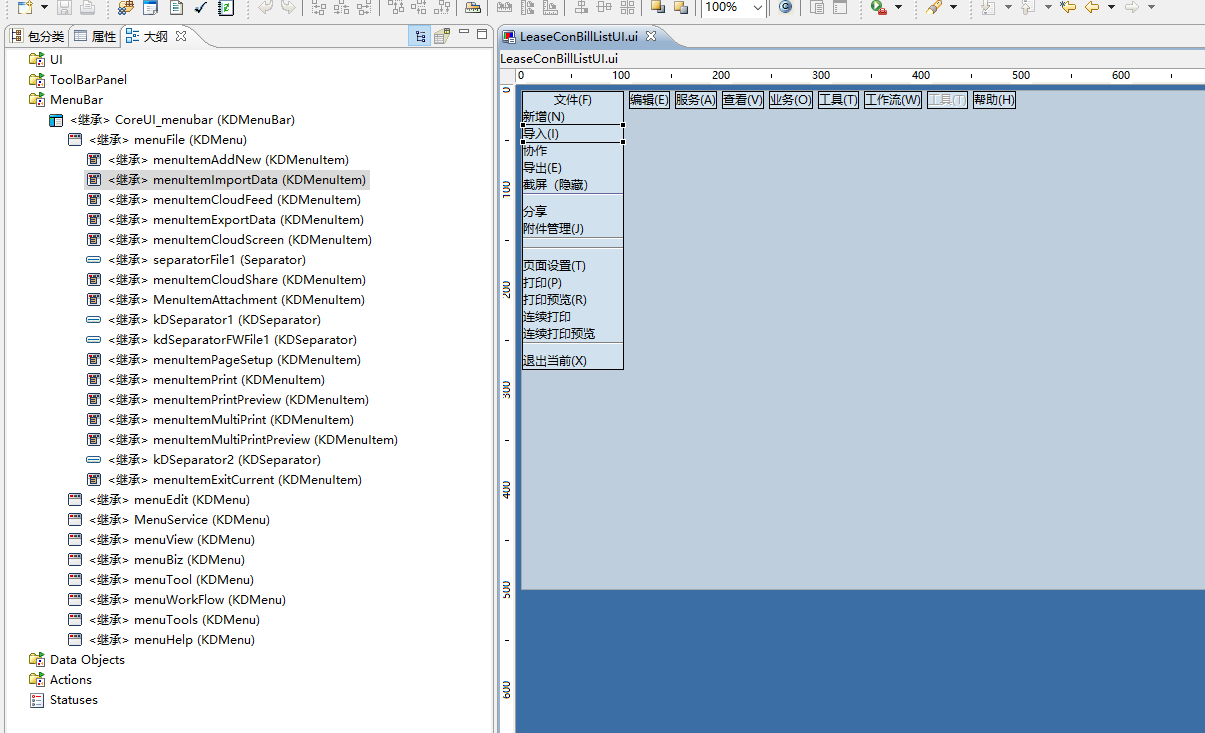 100%
包分类 属性 大纲
UI
ToolBarPanel
MenuBar
<继承> CoreUI_menubar (KDMenuBar)
<继承> menuFile (KDMenu)
<继承> menuItemAddNew (KDMenuItem)
<继承> menuItemImportData (KDMenuItem)
<继承> menuItemCloudFeed (KDMenuItem)
<继承> menuItemExportData (KDMenuItem)
<继承> menuItemCloudScreen (KDMenuItem)
<继承> separatorFile1 (Separator)
<继承> menuItemCloudShare (KDMenuItem)
<继承> MenuItemAttachment (KDMenuItem)
<继承> kDSeparator1 (KDSeparator)
<继承> kdSeparatorFWFile1 (KDSeparator)
<继承> menuItemPageSetup (KDMenuItem)
<继承> menuItemPrint (KDMenuItem)
<继承> menuItemPrintPreview (KDMenuItem)
<继承> menuItemMultiPrint (KDMenuItem)
<继承> menuItemMultiPrintPreview (KDMenuItem)
<继承> kDSeparator2 (KDSeparator)
<继承> menuItemExitCurrent (KDMenuItem)
<继承> menuEdit (KDMenu)
<继承> MenuService (KDMenu)
<继承> menuView (KDMenu)
<继承> menuBiz (KDMenu)
<继承> menuTool (KDMenu)
<继承> menuWorkFlow (KDMenu)
<继承> menuTools (KDMenu)
<继承> menuHelp (KDMenu)
Data Objects
Actions
Statuses
LeaseConBillListUI.ui
LeaseConBillListUI.ui
0 100 200 300 400 500 600
0
100
200
300
400
500
600
文件(F) 编辑(E) 服务(A) 查看(V) 业务(O) 工具(T) 工作流(W) 工具(T) 帮助(H)
新增(N)
导入(I)
协作
导出(E)
截屏（隐藏）
分享
附件管理(J)
页面设置(T)
打印(P)
打印预览(R)
连续打印
连续打印预览
退出当前(X)